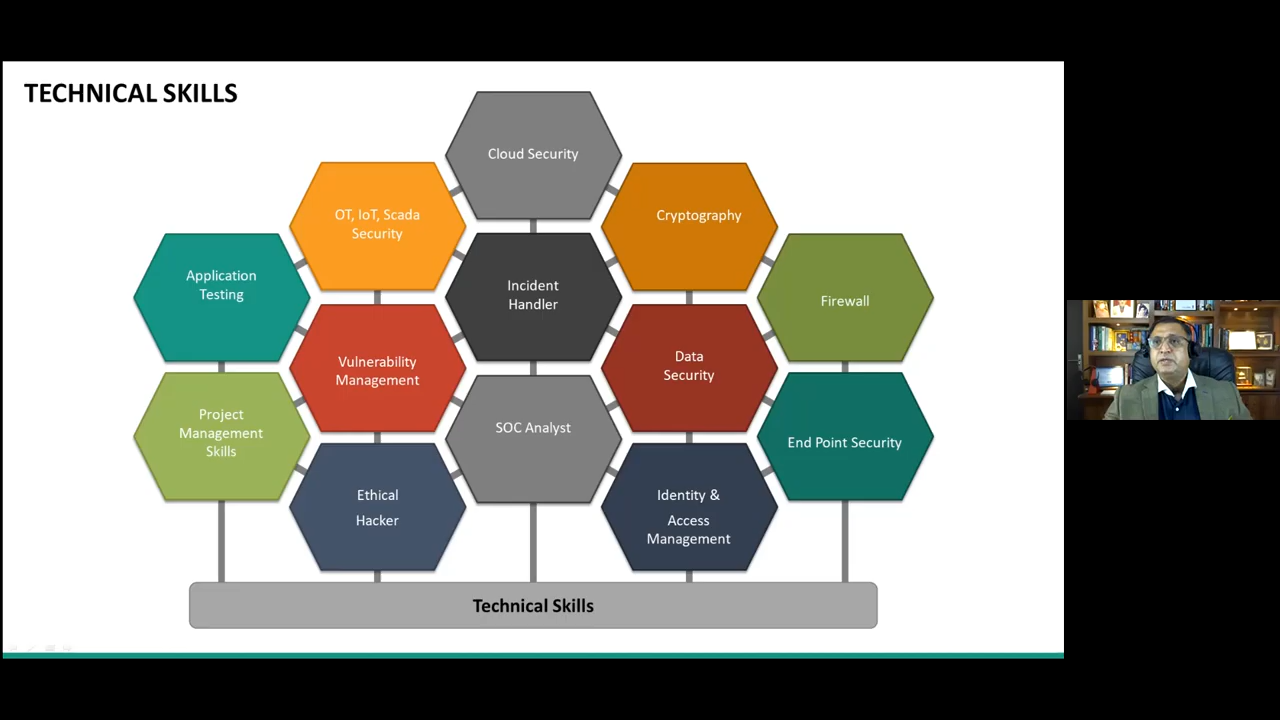 TECHNICAL SKILLS
Cloud Security
OT, IoT, Scada
Security
Cryptography
Application
Testing
Incident
Handler
Firewall
Vulnerability
Management
Data
Security
Project
Management
Skills
SOC Analyst
End Point Security
Ethical
Hacker
Identity &
Access
Management
Technical Skills